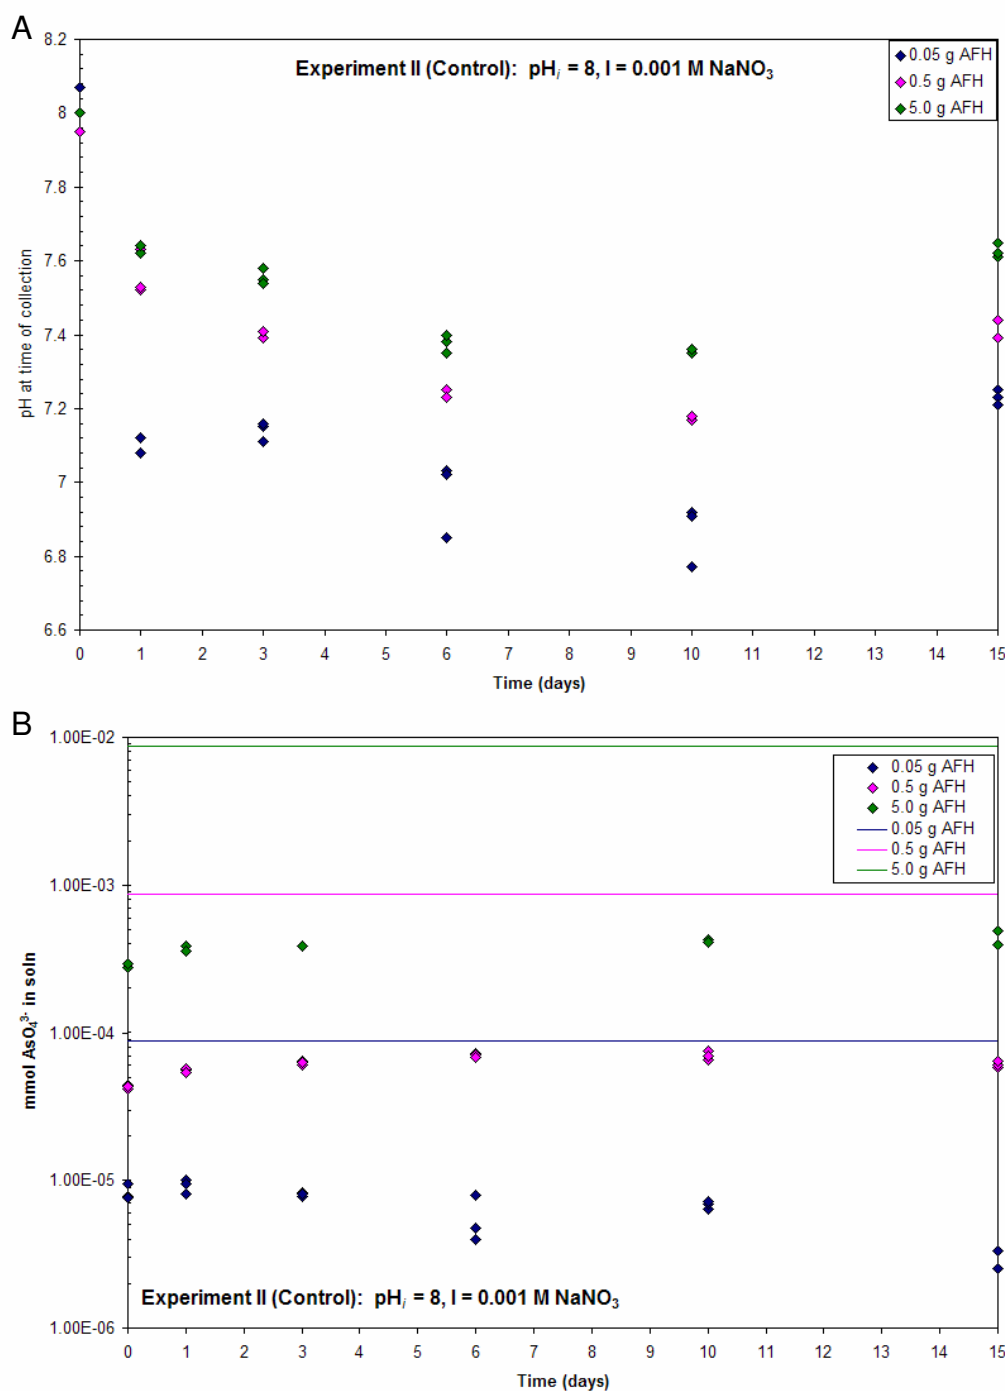 A
8.2
8
7.8
7.6
7.4
7.2
7
6.8
6.6
pH at time of collection
Experiment II (Control): pHᵢ = 8, I = 0.001 M NaNO₃
0.05 g AFH
0.5 g AFH
5.0 g AFH
0 1 2 3 4 5 6 7 8 9 10 11 12 13 14 15
Time (days)
B
1.00E-02
1.00E-03
1.00E-04
1.00E-05
1.00E-06
mmol AsO₄³⁻ in soln
0.05 g AFH
0.5 g AFH
5.0 g AFH
0.05 g AFH
0.5 g AFH
5.0 g AFH
Experiment II (Control): pHᵢ = 8, I = 0.001 M NaNO₃
0 1 2 3 4 5 6 7 8 9 10 11 12 13 14 15
Time (days)